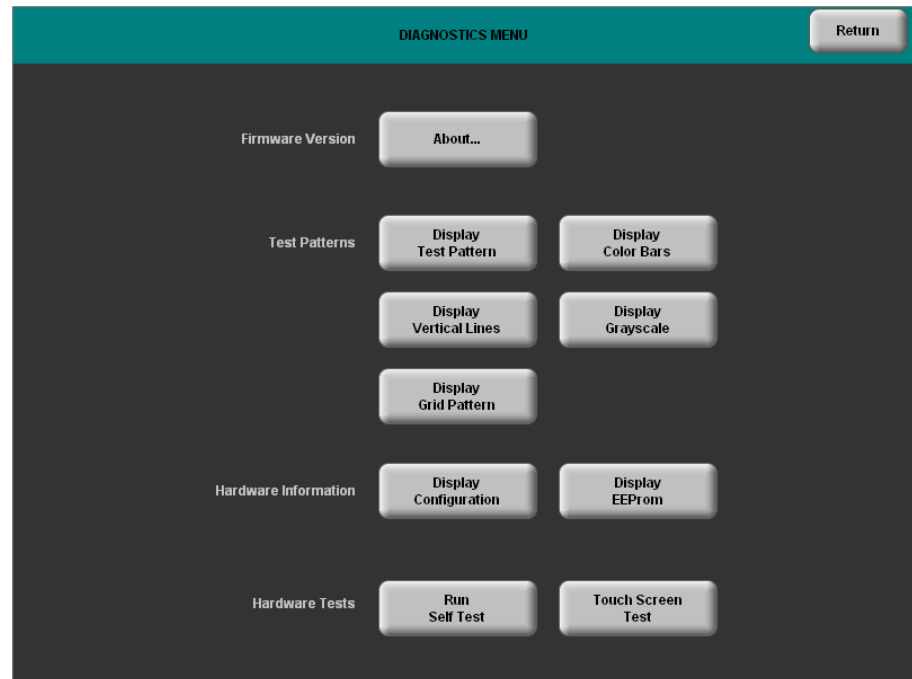 DIAGNOSTICS MENU
Return
Firmware Version
About...
Test Patterns
Display
Test Pattern
Display
Color Bars
Display
Vertical Lines
Display
Grayscale
Display
Grid Pattern
Hardware Information
Display
Configuration
Display
EEProm
Hardware Tests
Run
Self Test
Touch Screen
Test